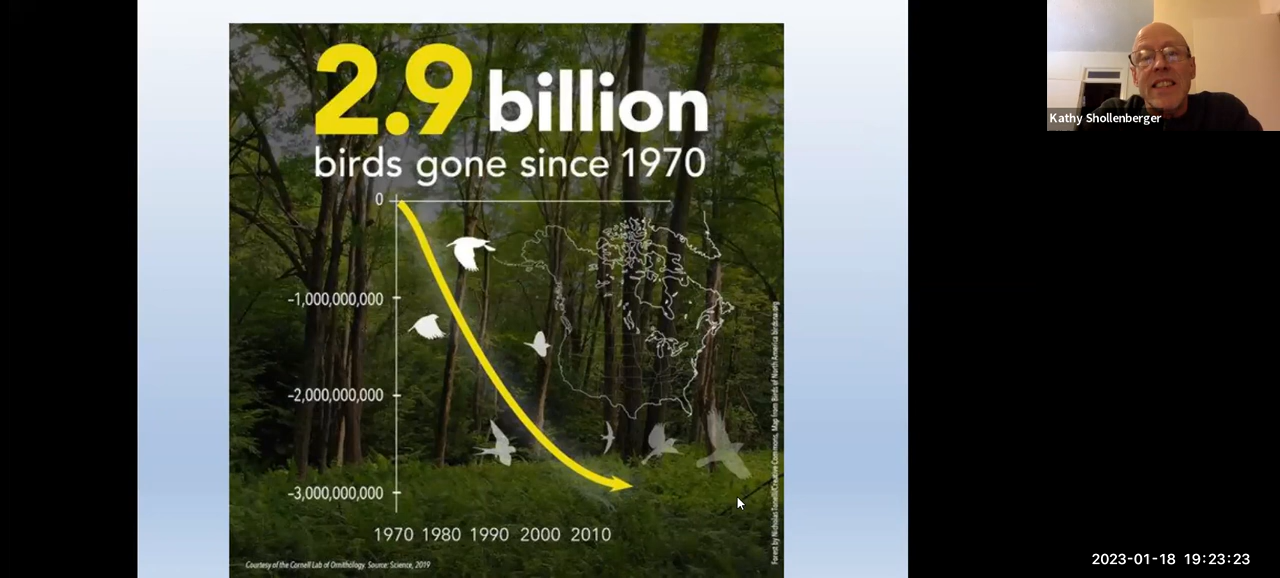 2.9 billion
birds gone since 1970
0
-1,000,000,000
-2,000,000,000
-3,000,000,000
1970 1980 1990 2000 2010
Courtesy of the Cornell Lab of Ornithology. Source: Science, 2019
Forest by Nicholas Tonelli/Creative Commons. Map from Birds of North America birdsna.org
Kathy Shollenberger
2023-01-18 19:23:23